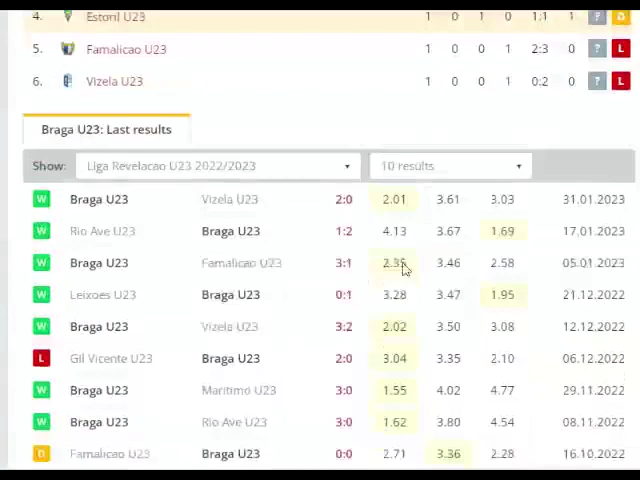 4. Estoril U23 1 0 1 0 1:1 1 ? D
5. Famalicao U23 1 0 0 1 2:3 0 ? L
6. Vizela U23 1 0 0 1 0:2 0 ? L
Braga U23: Last results
Show: Liga Revelacao U23 2022/2023 10 results
W Braga U23 Vizela U23 2:0 2.01 3.61 3.03 31.01.2023
W Rio Ave U23 Braga U23 1:2 4.13 3.67 1.69 17.01.2023
W Braga U23 Famalicao U23 3:1 3.46 2.58 05.01.2023
W Leixoes U23 Braga U23 0:1 3.28 3.47 1.95 21.12.2022
W Braga U23 Vizela U23 3:2 2.02 3.50 3.08 12.12.2022
L Gil Vicente U23 Braga U23 2:0 3.04 3.35 2.10 06.12.2022
W Braga U23 Maritimo U23 3:0 1.55 4.02 4.77 29.11.2022
W Braga U23 Rio Ave U23 3:0 1.62 3.80 4.54 08.11.2022
D Famalicao U23 Braga U23 0:0 2.71 3.36 2.28 16.10.2022